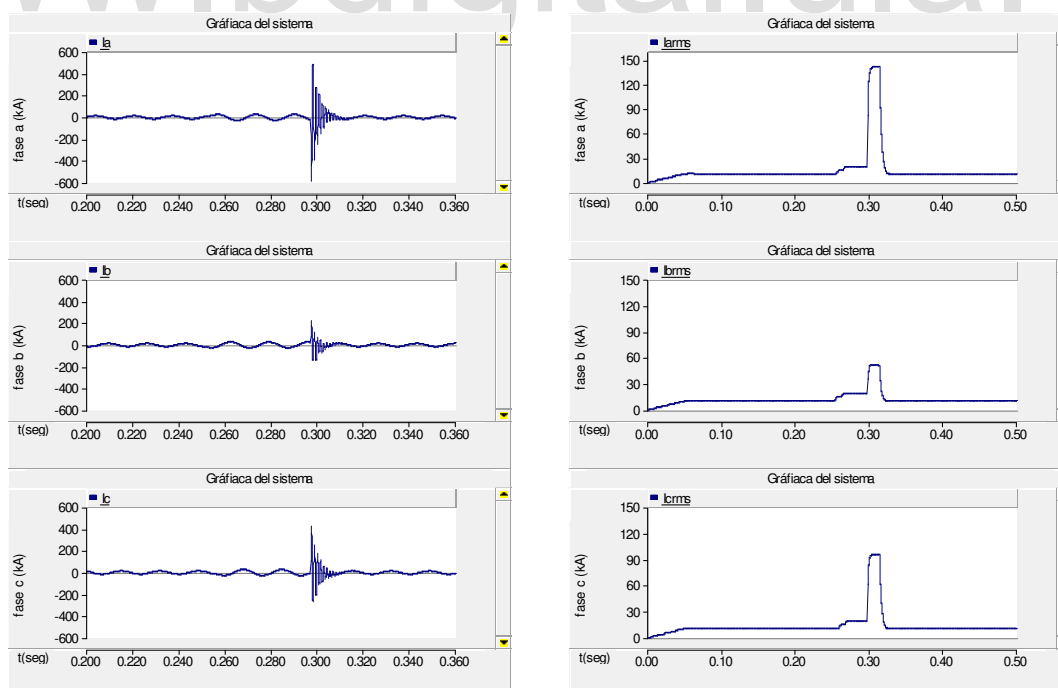 Gráfiaca del sistema
Ia
600
400
200
0
-200
-400
-600
fase a (kA)
t(seg)
0.200 0.220 0.240 0.260 0.280 0.300 0.320 0.340 0.360
Gráfiaca del sistema
Iarms
150
120
90
60
30
0
fase a (kA)
t(seg)
0.00 0.10 0.20 0.30 0.40 0.50
Gráfiaca del sistema
Ib
600
400
200
0
-200
-400
-600
fase b (kA)
t(seg)
0.200 0.220 0.240 0.260 0.280 0.300 0.320 0.340 0.360
Gráfiaca del sistema
Ibrms
150
120
90
60
30
0
fase b (kA)
t(seg)
0.00 0.10 0.20 0.30 0.40 0.50
Gráfiaca del sistema
Ic
600
400
200
0
-200
-400
-600
fase c (kA)
t(seg)
0.200 0.220 0.240 0.260 0.280 0.300 0.320 0.340 0.360
Gráfiaca del sistema
Icrms
150
120
90
60
30
0
fase c (kA)
t(seg)
0.00 0.10 0.20 0.30 0.40 0.50